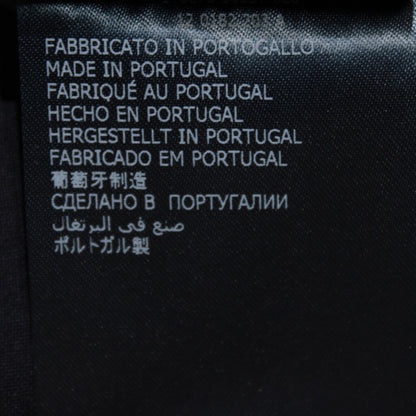 FABBRICATO IN PORTOGALLO
MADE IN PORTUGAL
FABRIQUÉ AU PORTUGAL
HECHO EN PORTUGAL
HERGESTELLT IN PORTUGAL
FABRICADO EM PORTUGAL
葡萄牙制造
СДЕЛАНО В ПОРТУГАЛИИ
صنع في البرتغال
ポルトガル製